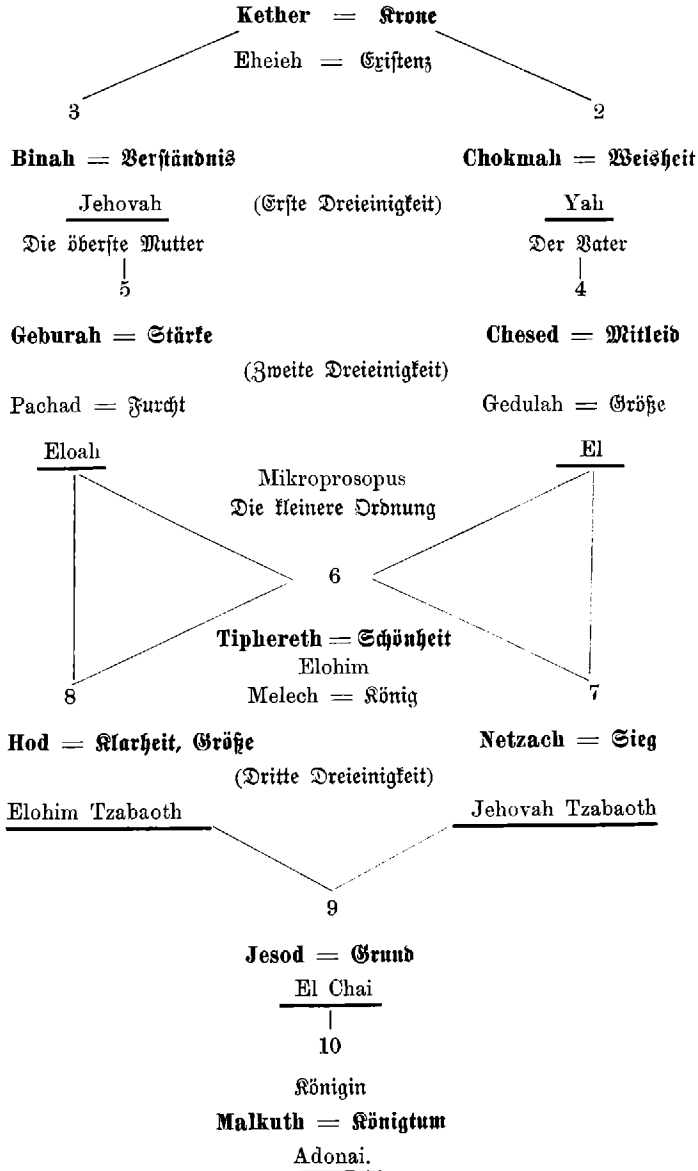 Kether = Krone
Eheieh = Existenz
3 2
Binah = Verständnis Chokmah = Weisheit
Jehovah (Erste Dreieinigkeit) Yah
Die öberste Mutter Der Vater
5 4
Geburah = Stärke Chesed = Mitleid
(Zweite Dreieinigkeit)
Pachad = Furcht Gedulah = Größe
Eloah El
Mikroprosopus
Die kleinere Ordnung
6
Tiphereth = Schönheit
Elohim
8 Melech = König 7
Hod = Klarheit, Größe Netzach = Sieg
(Dritte Dreieinigkeit)
Elohim Tzabaoth Jehovah Tzabaoth
9
Jesod = Grund
El Chai
10
Königin
Malkuth = Königtum
Adonai.